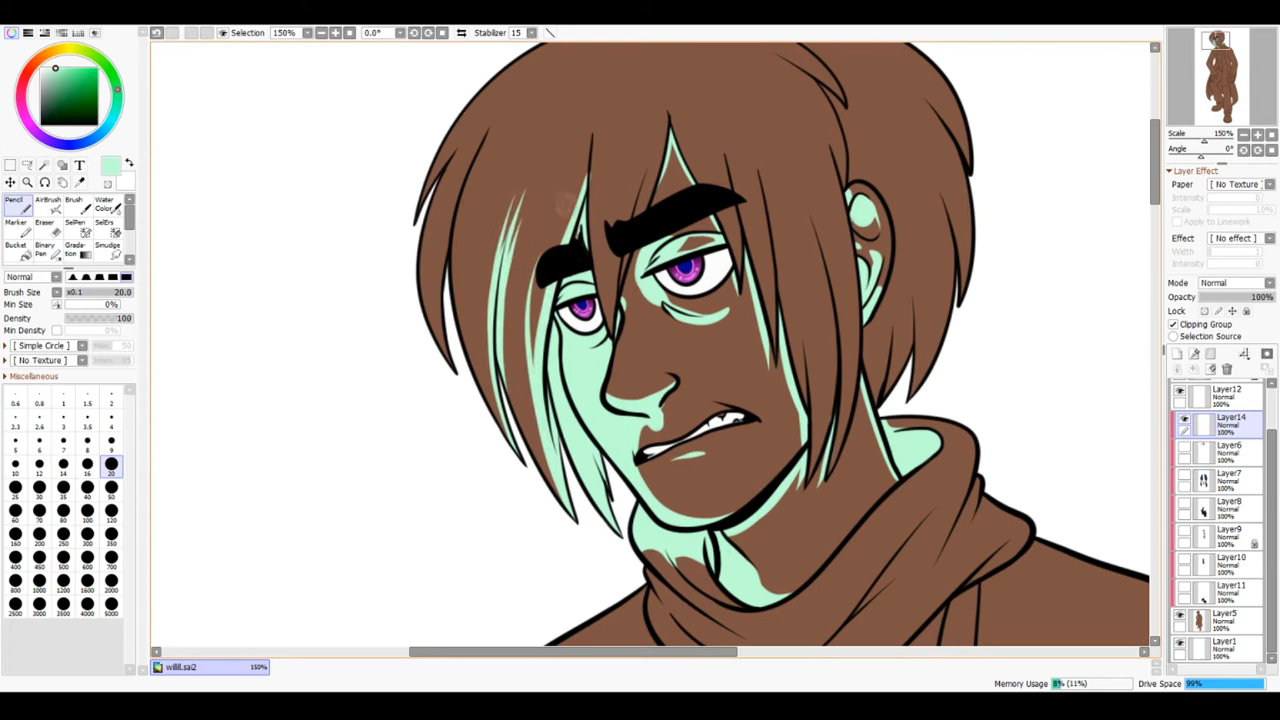 Selection 150% 0.0° Stabilizer 15
T
Pencil AirBrush Brush Water Color
Marker Eraser SelPen SelErs
Bucket Binary Pen Grada-tion Smudge
Normal
Brush Size x0.1 20.0
Min Size 0%
Density 100
Min Density
[ Simple Circle ]
[ No Texture ]
Miscellaneous
0.6 0.8 1 1.5 2
2.3 2.6 3 3.5 4
5 6 7 8 9
10 12 14 16 20
25 30 35 40 50
60 70 80 100 120
160 200 250 300 350
400 450 500 600 700
800 1000 1200 1600 2000
2500 3000 3500 4000 5000
Scale 150%
Angle 0°
Layer Effect
Paper [ No Texture ]
Intensity 0%
Scale 10%
Apply to Linework
Effect [ No effect ]
Width 1
Intensity 0
Mode Normal
Opacity 100%
Lock
Clipping Group
Selection Source
Layer12
Normal
100%
Layer14
Normal
100%
Layer6
Normal
100%
Layer7
Normal
100%
Layer8
Normal
100%
Layer9
Normal
100%
Layer10
Normal
100%
Layer11
Normal
100%
Layer5
Normal
100%
Layer1
Normal
100%
150%
Memory Usage 8% (11%) Drive Space 99%